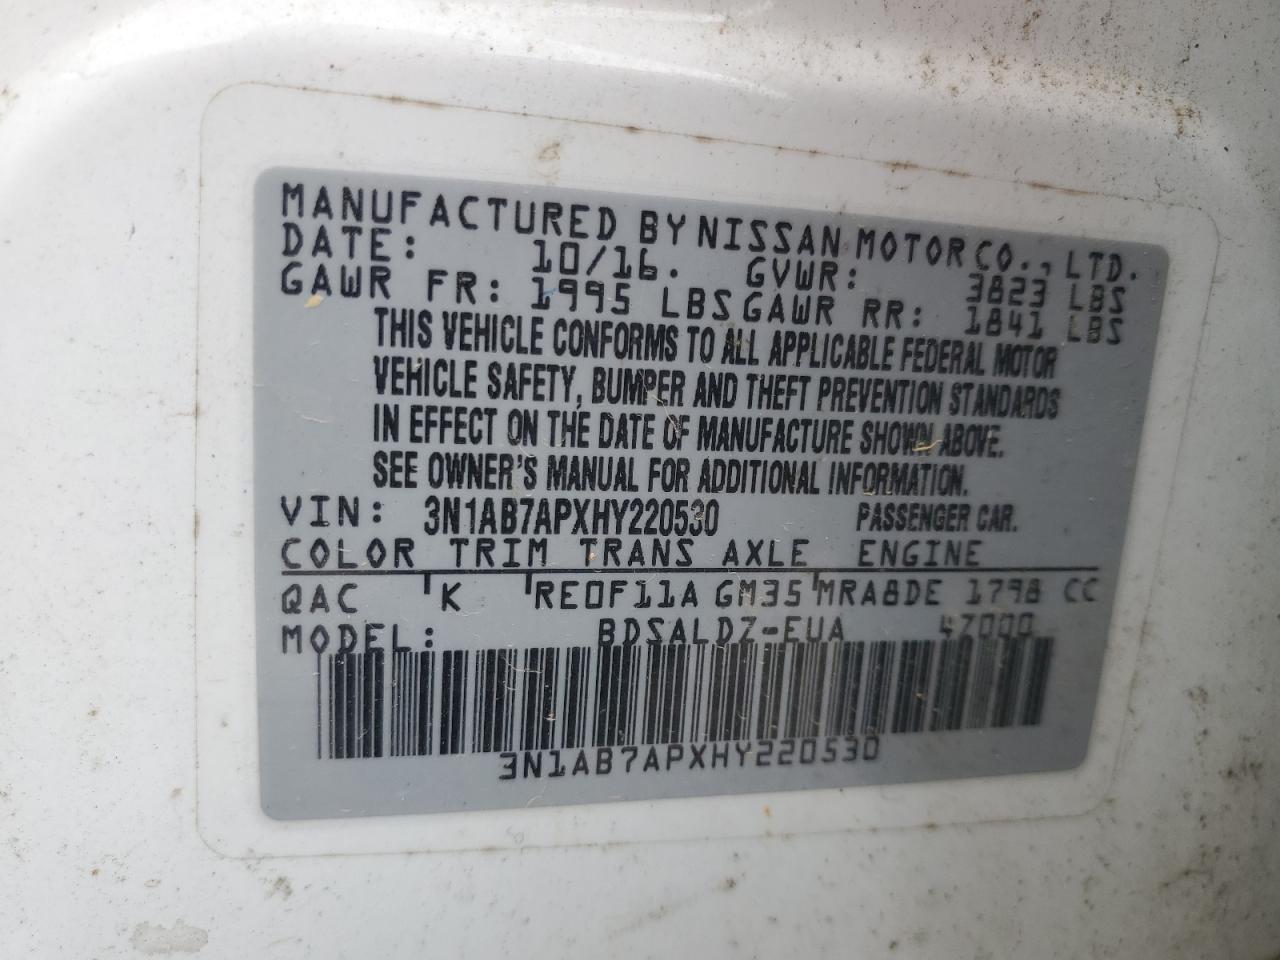 MANUFACTURED BY NISSAN MOTOR CO., LTD.
DATE: 10/16. GVWR: 3823 LBS
GAWR FR: 1995 LBS GAWR RR: 1841 LBS
THIS VEHICLE CONFORMS TO ALL APPLICABLE FEDERAL MOTOR
VEHICLE SAFETY, BUMPER AND THEFT PREVENTION STANDARDS
IN EFFECT ON THE DATE OF MANUFACTURE SHOWN ABOVE.
SEE OWNER'S MANUAL FOR ADDITIONAL INFORMATION.
VIN: 3N1AB7APXHY220530 PASSENGER CAR.
COLOR TRIM TRANS AXLE ENGINE
QAC 'K 'RE0F11A GM35'MRA8DE 1798 CC
MODEL: BDSALDZ-EUA 47000
3N1AB7APXHY220530